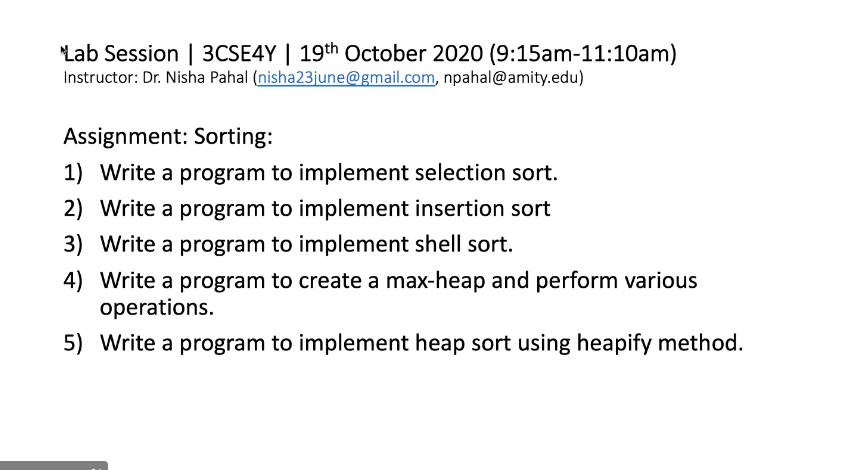 Lab Session | 3CSE4Y | 19th October 2020 (9:15am-11:10am)
Instructor: Dr. Nisha Pahal (nisha23june@gmail.com, npahal@amity.edu)
Assignment: Sorting:
1) Write a program to implement selection sort.
2) Write a program to implement insertion sort
3) Write a program to implement shell sort.
4) Write a program to create a max-heap and perform various
operations.
5) Write a program to implement heap sort using heapify method.